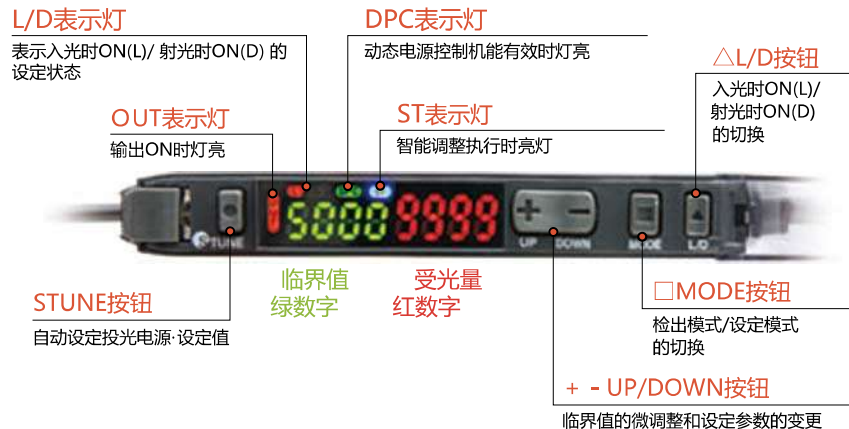 L/D表示灯
表示入光时ON(L)/ 射光时ON(D) 的
设定状态
DPC表示灯
动态电源控制机能有效时灯亮
△L/D按钮
入光时ON(L)/
射光时ON(D)
的切换
OUT表示灯
输出ON时灯亮
ST表示灯
智能调整执行时亮灯
5000 9999
STUNE
UP DOWN
MODE
L/D
临界值
绿数字
受光量
红数字
STUNE按钮
自动设定投光电源·设定值
□MODE按钮
检出模式/设定模式
的切换
+ - UP/DOWN按钮
临界值的微调整和设定参数的变更